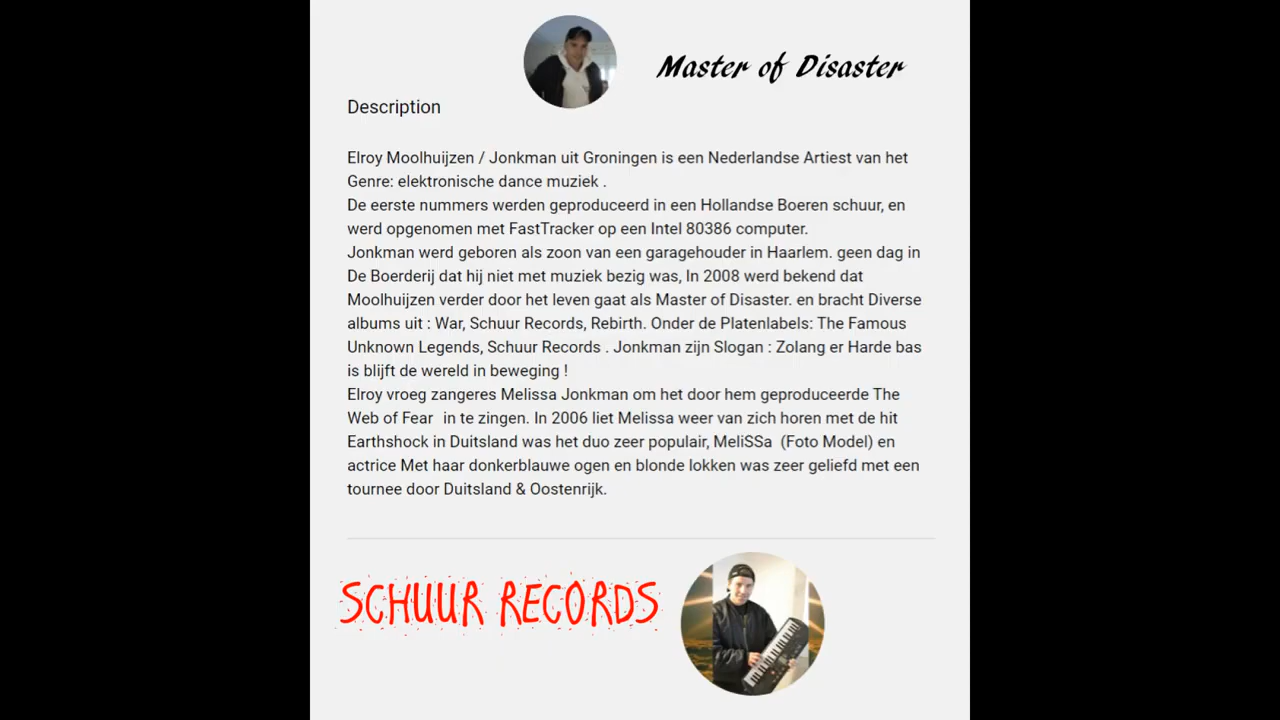 Master of Disaster
Description
Elroy Moolhuijzen / Jonkman uit Groningen is een Nederlandse Artiest van het
Genre: elektronische dance muziek .
De eerste nummers werden geproduceerd in een Hollandse Boeren schuur, en
werd opgenomen met FastTracker op een Intel 80386 computer.
Jonkman werd geboren als zoon van een garagehouder in Haarlem. geen dag in
De Boerderij dat hij niet met muziek bezig was, In 2008 werd bekend dat
Moolhuijzen verder door het leven gaat als Master of Disaster. en bracht Diverse
albums uit : War, Schuur Records, Rebirth. Onder de Platenlabels: The Famous
Unknown Legends, Schuur Records . Jonkman zijn Slogan : Zolang er Harde bas
is blijft de wereld in beweging !
Elroy vroeg zangeres Melissa Jonkman om het door hem geproduceerde The
Web of Fear  in te zingen. In 2006 liet Melissa weer van zich horen met de hit
Earthshock in Duitsland was het duo zeer populair, MeliSSa  (Foto Model) en
actrice Met haar donkerblauwe ogen en blonde lokken was zeer geliefd met een
tournee door Duitsland & Oostenrijk.
SCHUUR RECORDS